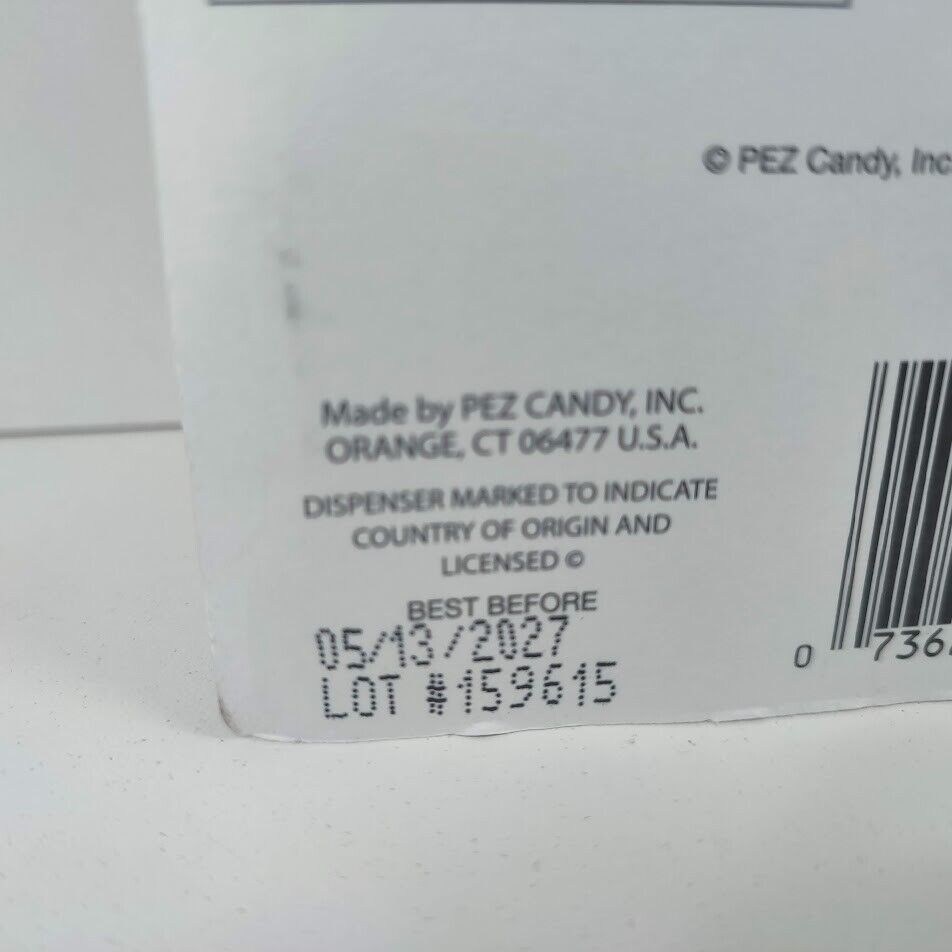 © PEZ Candy, Inc
Made by PEZ CANDY, INC.
ORANGE, CT 06477 U.S.A.
DISPENSER MARKED TO INDICATE
COUNTRY OF ORIGIN AND
LICENSED ©
BEST BEFORE
05/13/2027
LOT #159615
0 736